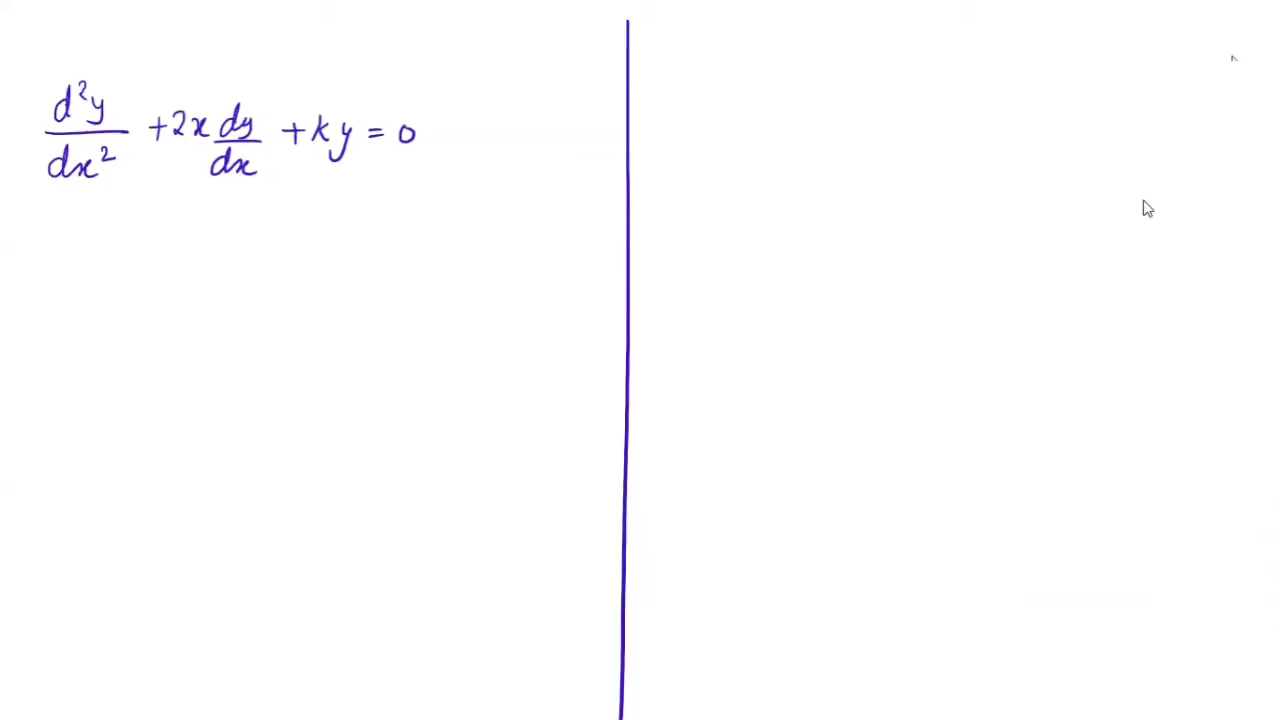 d²y/dx² + 2x dy/dx + ky = 0